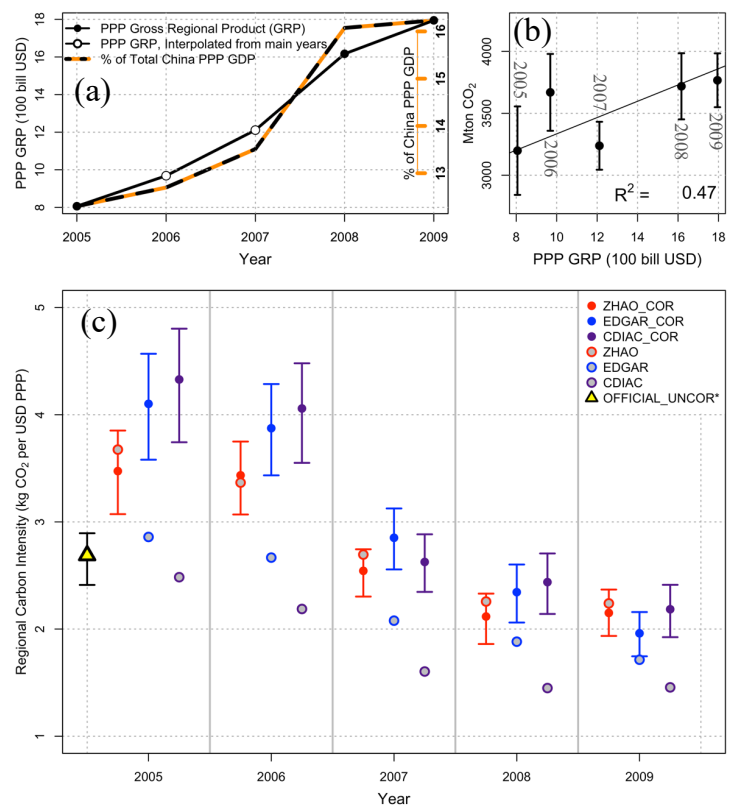 18
16
14
12
10
8
PPP GRP (100 bill USD)
PPP Gross Regional Product (GRP)
PPP GRP, Interpolated from main years
% of Total China PPP GDP
(a)
% of China PPP GDP
16
15
14
13
2005
2006
2007
2008
2009
Year
(b)
4000
3500
3000
Mton CO2
2005
2006
2007
2008
2009
R2 = 0.47
8
10
12
14
16
18
PPP GRP (100 bill USD)
(c)
5
4
3
2
1
Regional Carbon Intensity (kg CO2 per USD PPP)
ZHAO_COR
EDGAR_COR
CDIAC_COR
ZHAO
EDGAR
CDIAC
OFFICIAL_UNCOR*
2005
2006
2007
2008
2009
Year